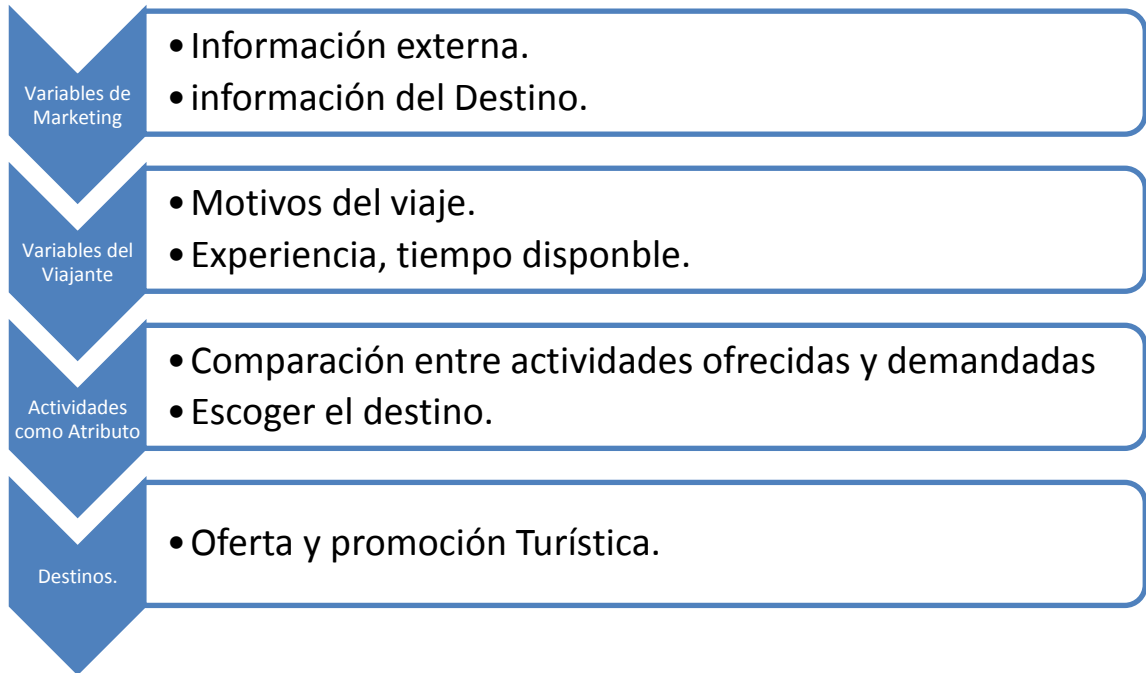 Variables de
Marketing
• Información externa.
• información del Destino.
Variables del
Viajante
• Motivos del viaje.
• Experiencia, tiempo disponble.
Actividades
como Atributo
• Comparación entre actividades ofrecidas y demandadas
• Escoger el destino.
Destinos.
• Oferta y promoción Turística.